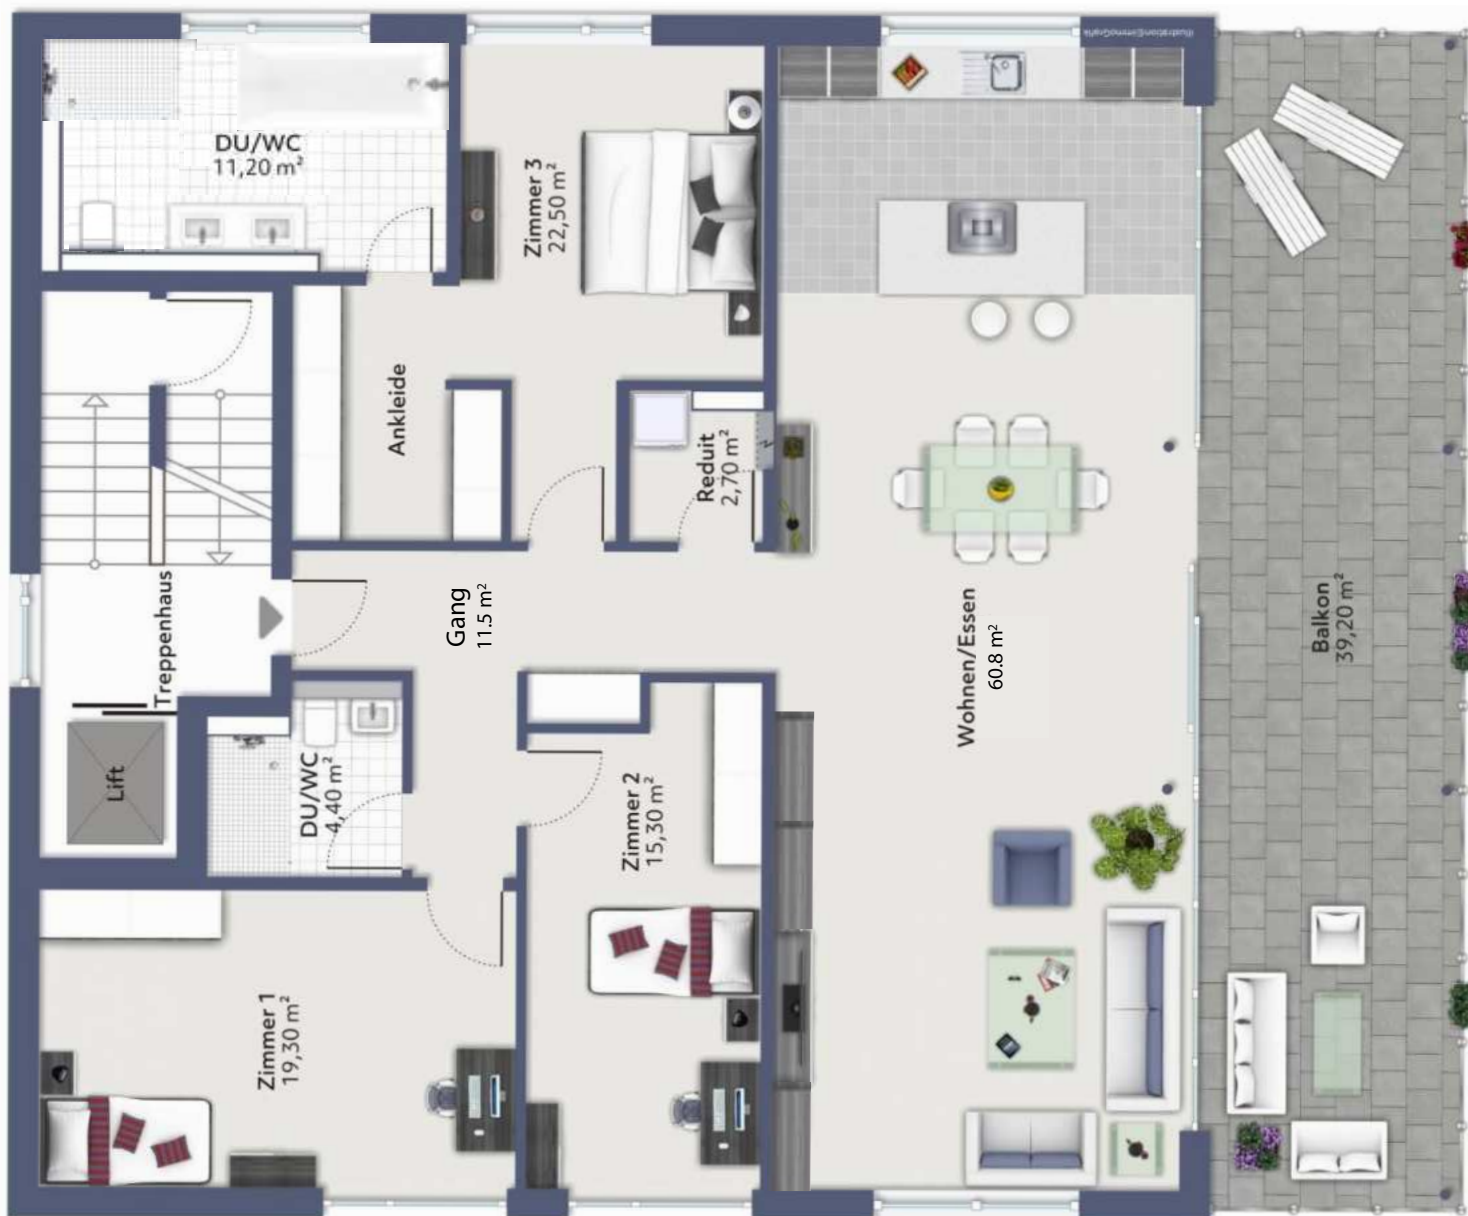 Illustration©immoGrafik
DU/WC
11,20 m²
Zimmer 3
22,50 m²
Ankleide
Reduit
2,70 m²
Treppenhaus
Gang
11.5 m²
Wohnen/Essen
60.8 m²
Balkon
39,20 m²
Lift
DU/WC
4,40 m²
Zimmer 2
15,30 m²
Zimmer 1
19,30 m²